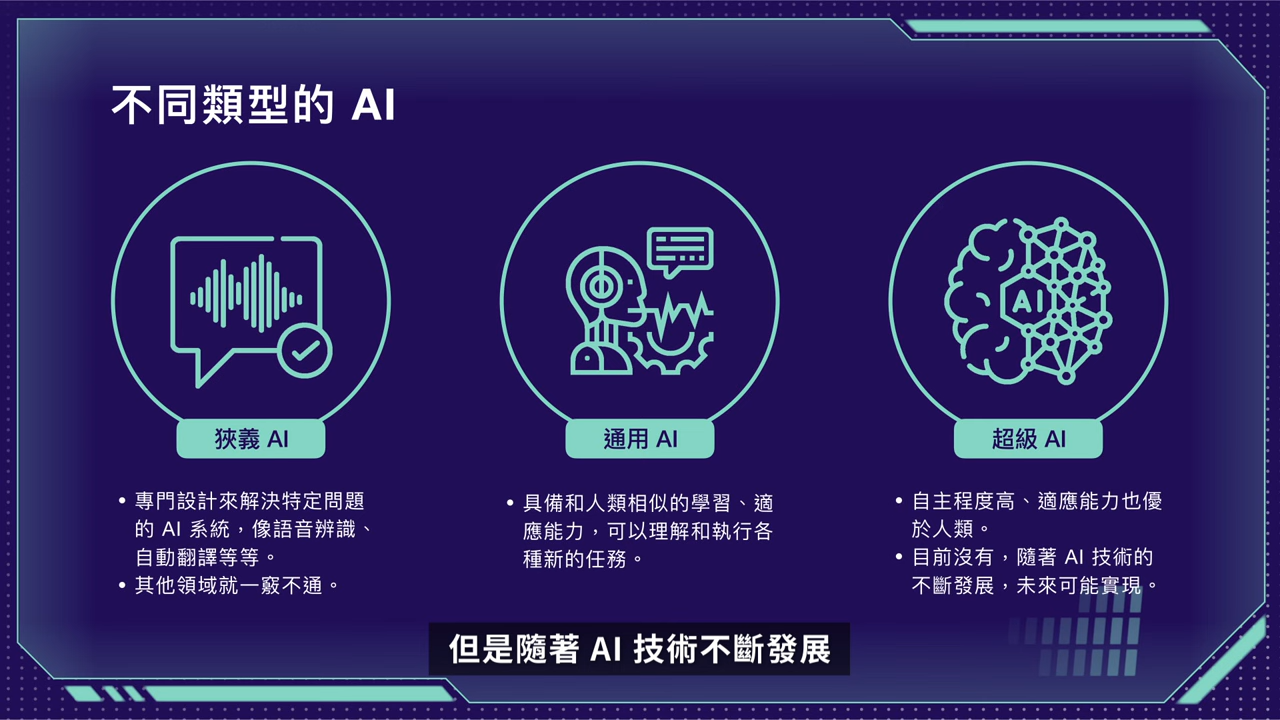 不同類型的 AI
AI
狹義 AI
• 專門設計來解決特定問題
的 AI 系統，像語音辨識、
自動翻譯等等。
• 其他領域就一竅不通。
通用 AI
• 具備和人類相似的學習、適
應能力，可以理解和執行各
種新的任務。
超級 AI
• 自主程度高、適應能力也優
於人類。
• 目前沒有，隨著 AI 技術的
不斷發展，未來可能實現。
但是隨著 AI 技術不斷發展